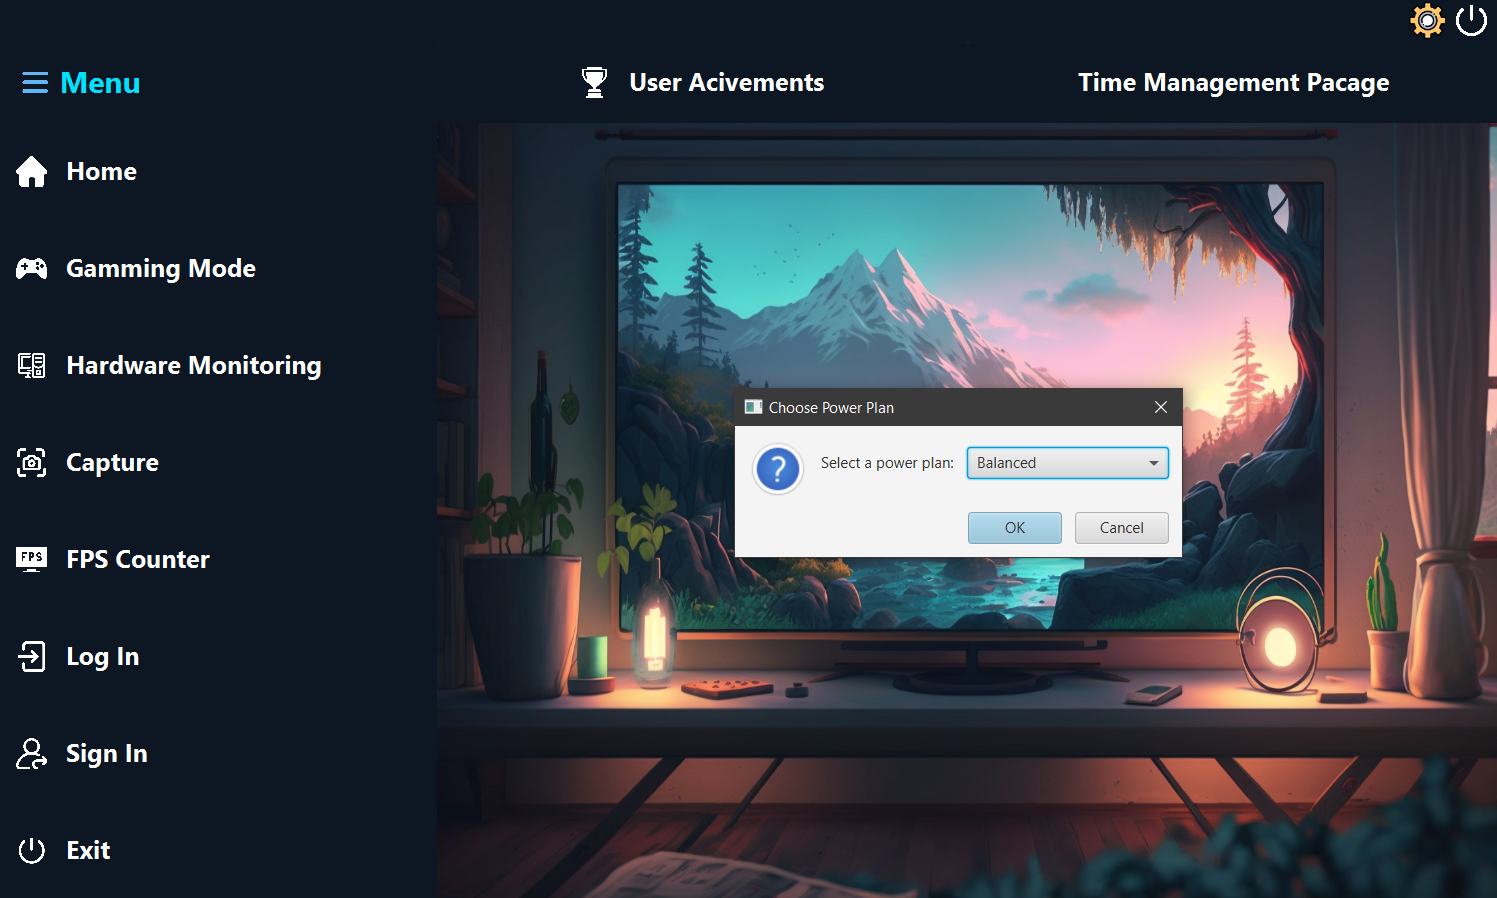 Menu
User Acivements
Time Management Pacage
Home
Gamming Mode
Hardware Monitoring
Capture
FPS
FPS Counter
Log In
Sign In
Exit
Choose Power Plan
?
Select a power plan:
Balanced
OK
Cancel